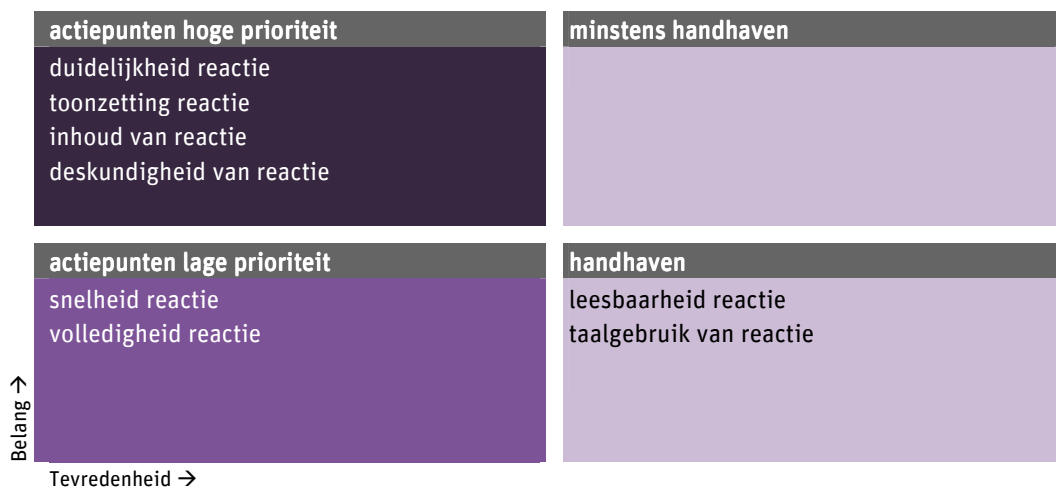 actiepunten hoge prioriteit
duidelijkheid reactie
toonzetting reactie
inhoud van reactie
deskundigheid van reactie
minstens handhaven
actiepunten lage prioriteit
snelheid reactie
volledigheid reactie
handhaven
leesbaarheid reactie
taalgebruik van reactie
Belang →
Tevredenheid →